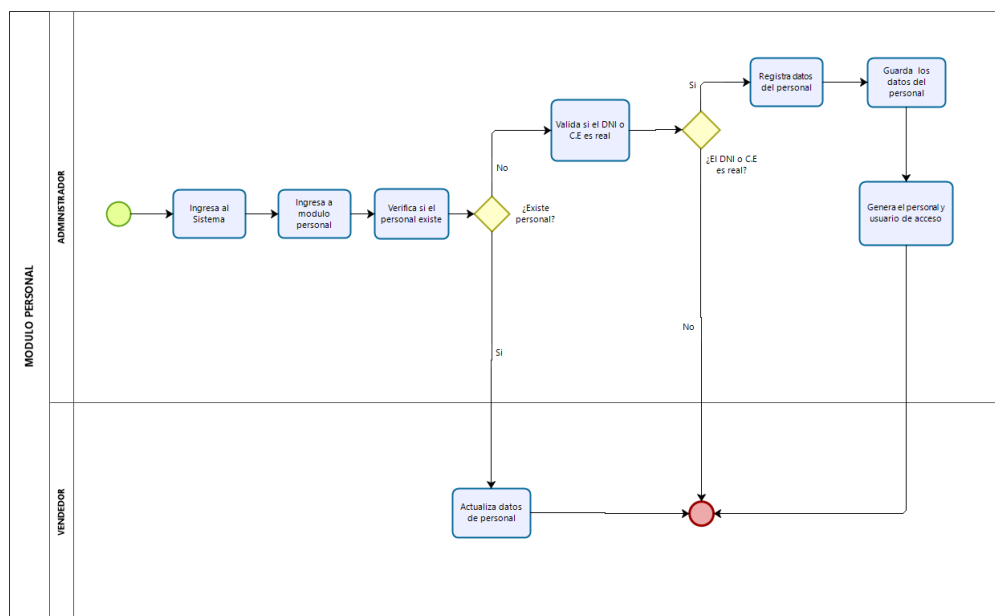 MODULO PERSONAL
ADMINISTRADOR
Ingresa al
Sistema
Ingresa a
modulo
personal
Verifica si el
personal existe
¿Existe
personal?
No
Valida si el DNI o
C.E es real
¿El DNI o C.E
es real?
Si
Registra datos
del personal
Guarda los
datos del
personal
Genera el personal y
usuario de acceso
No
Si
VENDEDOR
Actualiza datos
de personal